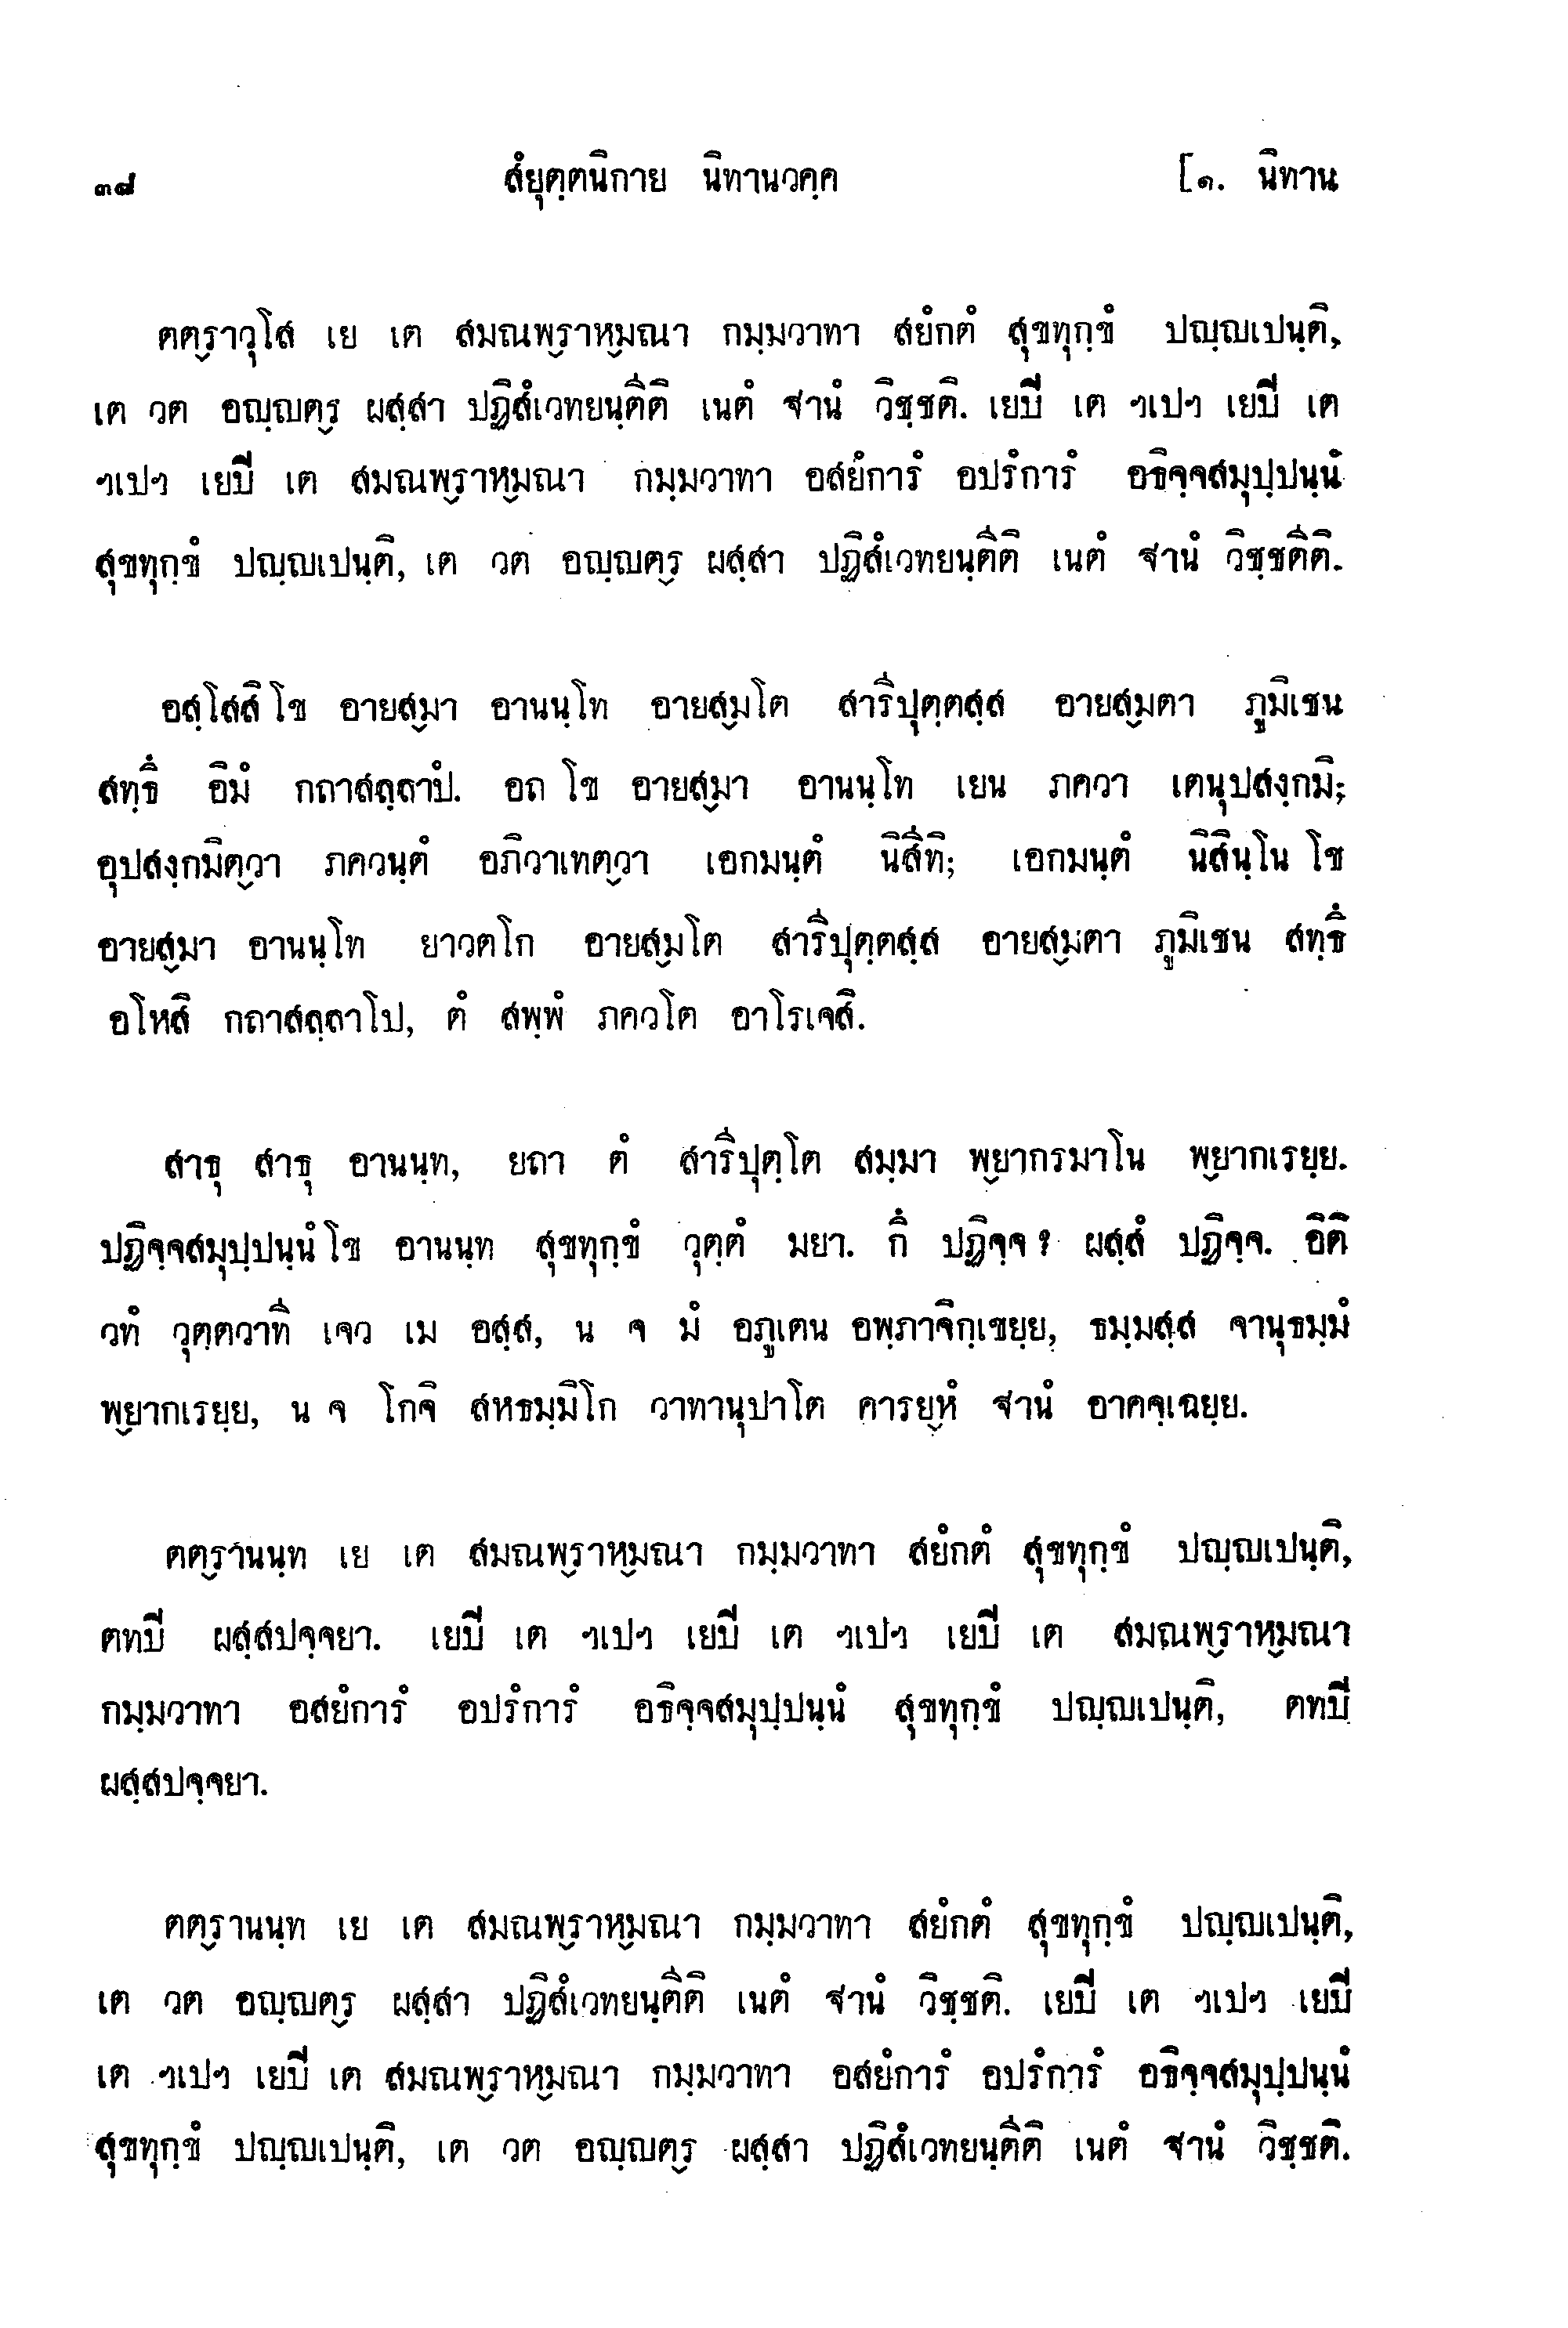 ๓๘ สํยุตฺตนิกาย นิทานวคฺค [๑. นิทาน
ตตฺราวุโส เย เต สมณพฺราหฺมณา กมฺมวาทา สยํกตํ สุขทุกฺขํ ปญฺญเปนฺติ,
เต วต อญฺญตฺร ผสฺสา ปฏิสํเวทยนฺตีติ เนตํ ฐานํ วิชฺชติ. เยปี เต ฯเปฯ เยปี เต
ฯเปฯ เยปี เต สมณพฺราหฺมณา กมฺมวาทา อสยํการํ อปรํการํ อธิจฺจสมุปฺปนฺนํ
สุขทุกฺขํ ปญฺญเปนฺติ, เต วต อญฺญตฺร ผสฺสา ปฏิสํเวทยนฺตีติ เนตํ ฐานํ วิชฺชตีติ.
อสฺโสสิ โข อายสฺมา อานนฺโท อายสฺมโต สาริปุตฺตสฺส อายสฺมตา ภูมิเชน
สทฺธึ อิมํ กถาสลฺลาปํ. อถ โข อายสฺมา อานนฺโท เยน ภควา เตนุปสงฺกมิ;
อุปสงฺกมิตฺวา ภควนฺตํ อภิวาเทตฺวา เอกมนฺตํ นิสีทิ; เอกมนฺตํ นิสินฺโน โข
อายสฺมา อานนฺโท ยาวตโก อายสฺมโต สาริปุตฺตสฺส อายสฺมตา ภูมิเชน สทฺธึ
อโหสิ กถาสลฺลาโป, ตํ สพฺพํ ภควโต อาโรเจสิ.
สาธุ สาธุ อานนฺท, ยถา ตํ สาริปุตฺโต สมฺมา พฺยากรมาโน พฺยากเรยฺย.
ปฏิจฺจสมุปฺปนฺนํ โข อานนฺท สุขทุกฺขํ วุตฺตํ มยา. กึ ปฏิจฺจ? ผสฺสํ ปฏิจฺจ. อิติ
วทํ วุตฺตวาที เจว เม อสฺส, น จ มํ อภูเตน อพฺภาจิกฺเขยฺย, ธมฺมสฺส จานุธมฺมํ
พฺยากเรยฺย, น จ โกจิ สหธมฺมิโก วาทานุปาโต คารยฺหํ ฐานํ อาคจฺเฉยฺย.
ตตฺรานนฺท เย เต สมณพฺราหฺมณา กมฺมวาทา สยํกตํ สุขทุกฺขํ ปญฺญเปนฺติ,
ตทปี ผสฺสปจฺจยา. เยปี เต ฯเปฯ เยปี เต ฯเปฯ เยปี เต สมณพฺราหฺมณา
กมฺมวาทา อสยํการํ อปรํการํ อธิจฺจสมุปฺปนฺนํ สุขทุกฺขํ ปญฺญเปนฺติ, ตทปี
ผสฺสปจฺจยา.
ตตฺรานนฺท เย เต สมณพฺราหฺมณา กมฺมวาทา สยํกตํ สุขทุกฺขํ ปญฺญเปนฺติ,
เต วต อญฺญตฺร ผสฺสา ปฏิสํเวทยนฺตีติ เนตํ ฐานํ วิชฺชติ. เยปี เต ฯเปฯ เยปี
เต ฯเปฯ เยปี เต สมณพฺราหฺมณา กมฺมวาทา อสยํการํ อปรํการํ อธิจฺจสมุปฺปนฺนํ
สุขทุกฺขํ ปญฺญเปนฺติ, เต วต อญฺญตฺร ผสฺสา ปฏิสํเวทยนฺตีติ เนตํ ฐานํ วิชฺชติ.